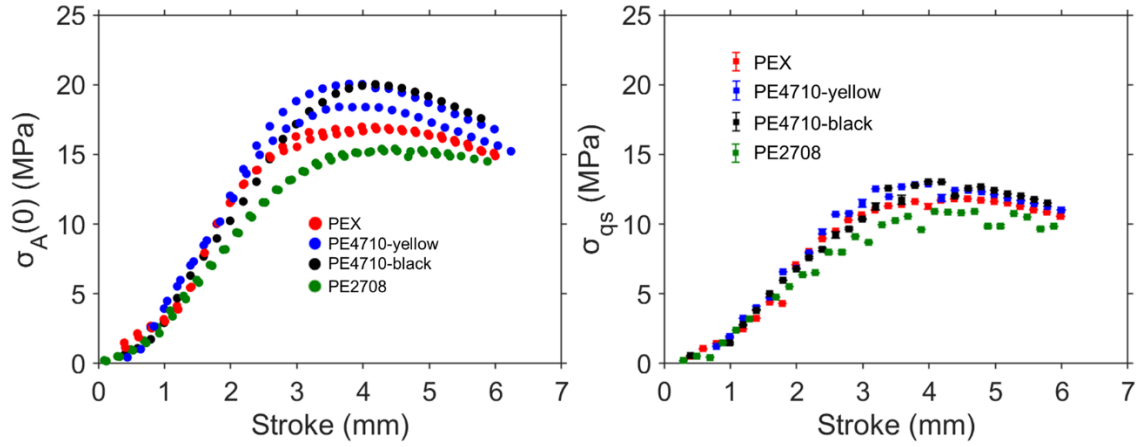 25
20
15
10
5
0
σ_A(0) (MPa)
PEX
PE4710-yellow
PE4710-black
PE2708
0 1 2 3 4 5 6 7
Stroke (mm)
25
20
15
10
5
0
σ_qs (MPa)
PEX
PE4710-yellow
PE4710-black
PE2708
0 1 2 3 4 5 6 7
Stroke (mm)